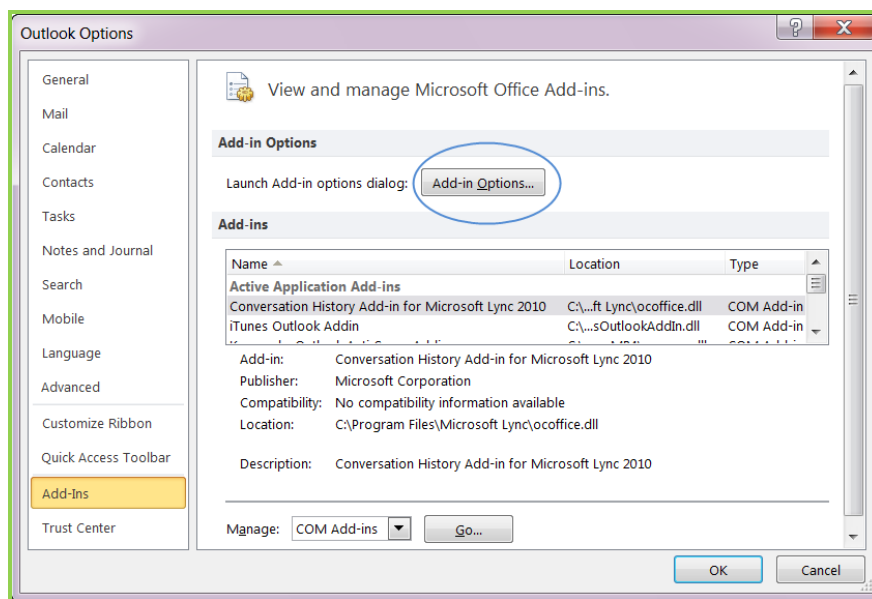 Outlook Options
General
Mail
Calendar
Contacts
Tasks
Notes and Journal
Search
Mobile
Language
Advanced
Customize Ribbon
Quick Access Toolbar
Add-Ins
Trust Center
View and manage Microsoft Office Add-ins.
Add-in Options
Launch Add-in options dialog: Add-in Options...
Add-ins
Name Location Type
Active Application Add-ins
Conversation History Add-in for Microsoft Lync 2010 C:\...ft Lync\ocoffice.dll COM Add-in
iTunes Outlook Addin C:\...sOutlookAddIn.dll COM Add-in
Add-in: Conversation History Add-in for Microsoft Lync 2010
Publisher: Microsoft Corporation
Compatibility: No compatibility information available
Location: C:\Program Files\Microsoft Lync\ocoffice.dll
Description: Conversation History Add-in for Microsoft Lync 2010
Manage: COM Add-ins Go...
OK Cancel